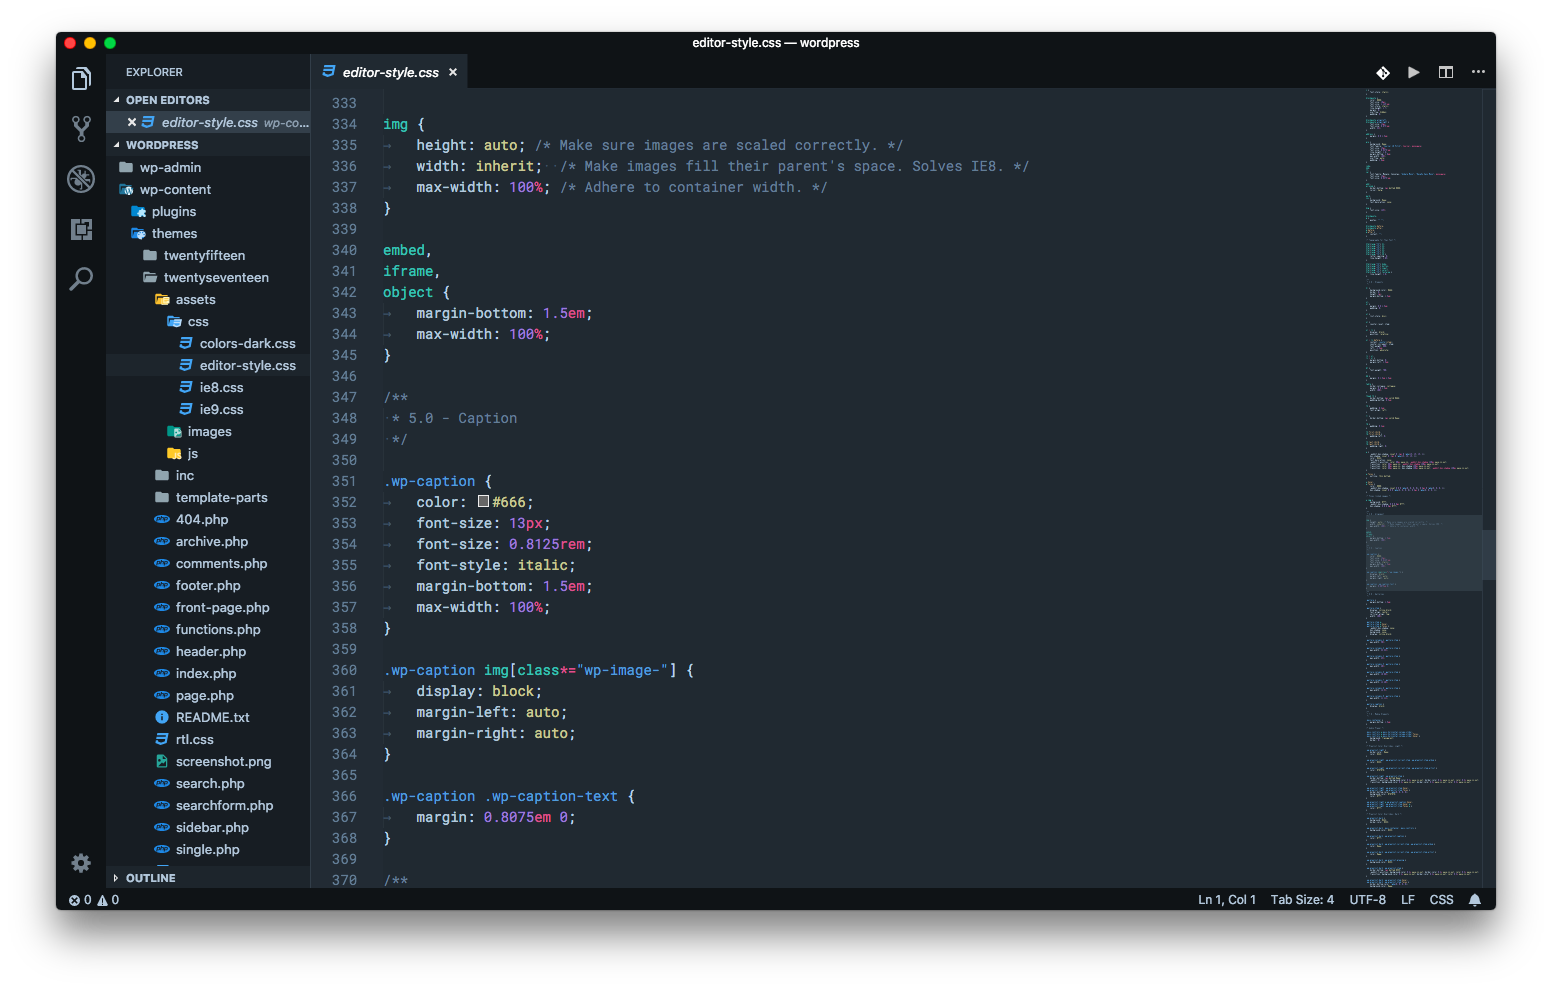 editor-style.css — wordpress
EXPLORER
OPEN EDITORS
editor-style.css wp-co...
WORDPRESS
wp-admin
wp-content
plugins
themes
twentyfifteen
twentyseventeen
assets
css
colors-dark.css
editor-style.css
ie8.css
ie9.css
images
js
inc
template-parts
404.php
archive.php
comments.php
footer.php
front-page.php
functions.php
header.php
index.php
page.php
README.txt
rtl.css
screenshot.png
search.php
searchform.php
sidebar.php
single.php
OUTLINE
editor-style.css
333
334 img {
335 height: auto; /* Make sure images are scaled correctly. */
336 width: inherit; /* Make images fill their parent's space. Solves IE8. */
337 max-width: 100%; /* Adhere to container width. */
338 }
339
340 embed,
341 iframe,
342 object {
343 margin-bottom: 1.5em;
344 max-width: 100%;
345 }
346
347 /**
348 * 5.0 - Caption
349 */
350
351 .wp-caption {
352 color: #666;
353 font-size: 13px;
354 font-size: 0.8125rem;
355 font-style: italic;
356 margin-bottom: 1.5em;
357 max-width: 100%;
358 }
359
360 .wp-caption img[class*="wp-image-"] {
361 display: block;
362 margin-left: auto;
363 margin-right: auto;
364 }
365
366 .wp-caption .wp-caption-text {
367 margin: 0.8075em 0;
368 }
369
370 /**
0 0
Ln 1, Col 1 Tab Size: 4 UTF-8 LF CSS